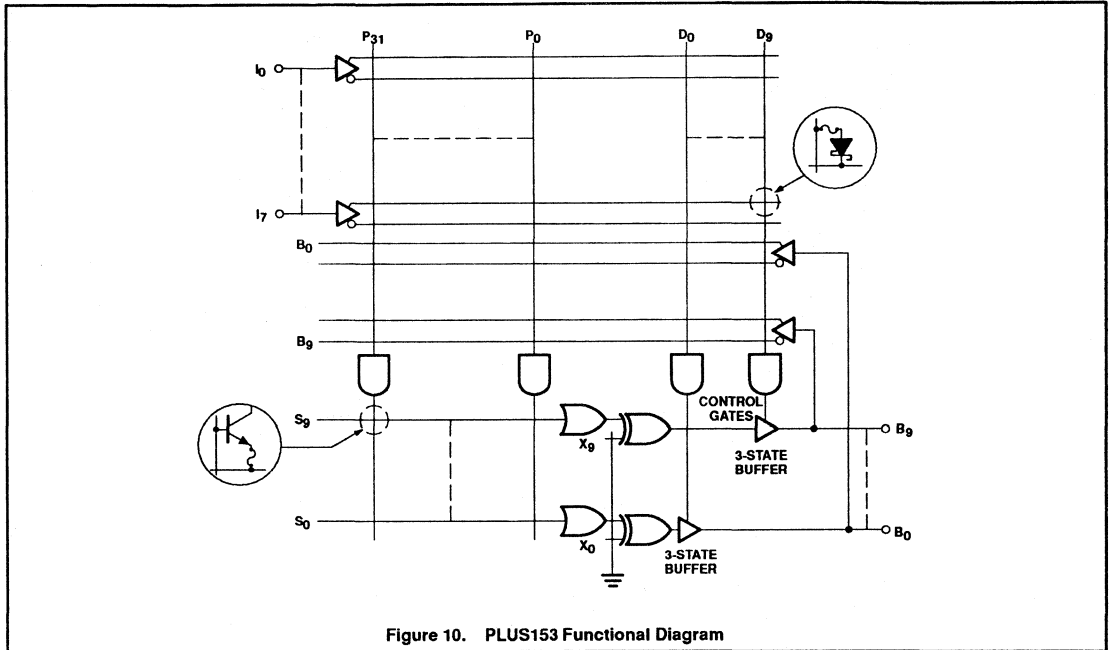 P31 P0 D0 D9
I0
I7
B0
B9
CONTROL
GATES
S9
X9
B9
3-STATE
BUFFER
S0
X0
B0
3-STATE
BUFFER
Figure 10. PLUS153 Functional Diagram